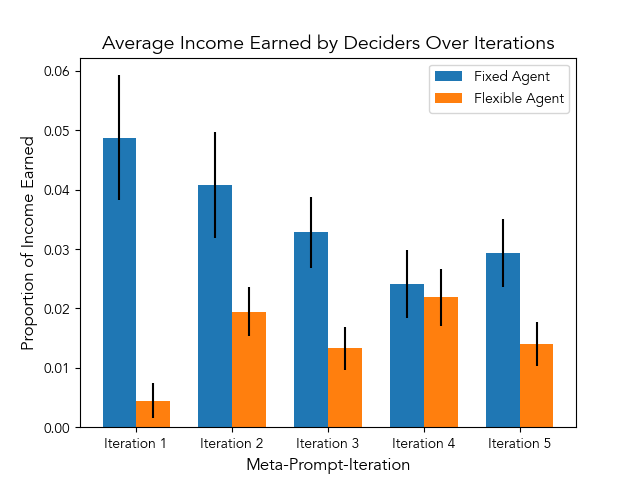 Average Income Earned by Deciders Over Iterations
Fixed Agent
Flexible Agent
Proportion of Income Earned
0.06
0.05
0.04
0.03
0.02
0.01
0.00
Iteration 1
Iteration 2
Iteration 3
Iteration 4
Iteration 5
Meta-Prompt-Iteration